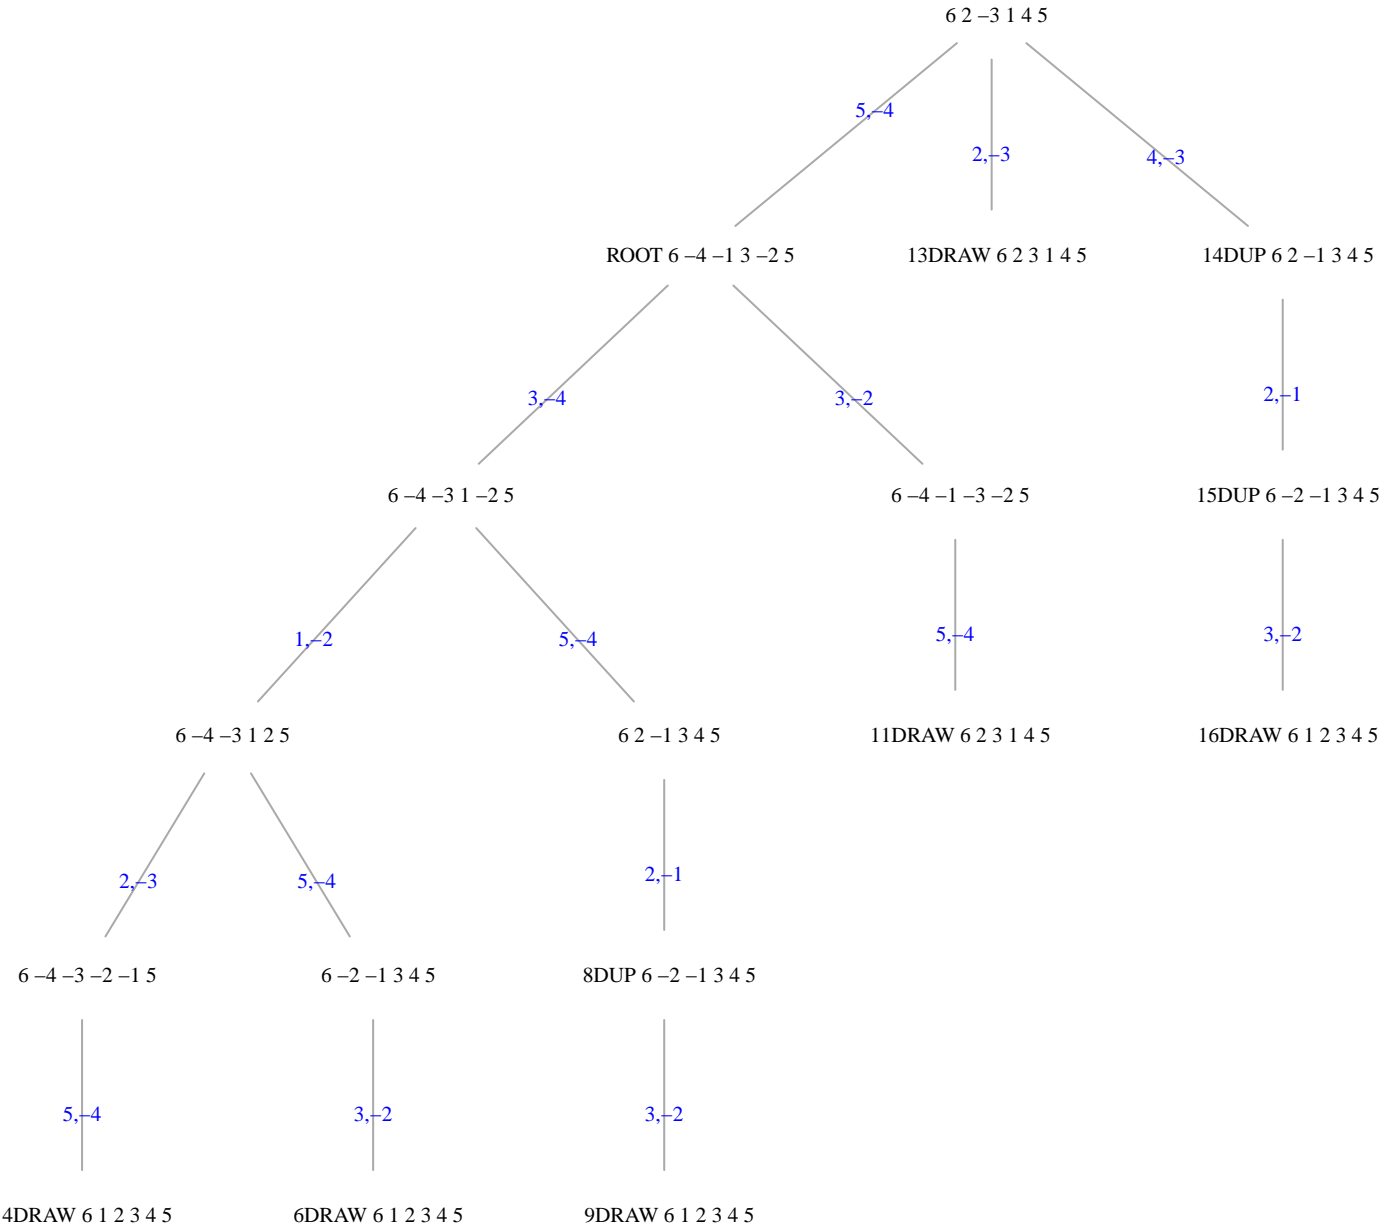 6 2 –3 1 4 5
5,–4
2,–3
4,–3
ROOT 6 –4 –1 3 –2 5
13DRAW 6 2 3 1 4 5
14DUP 6 2 –1 3 4 5
3,–4
3,–2
2,–1
6 –4 –3 1 –2 5
6 –4 –1 –3 –2 5
15DUP 6 –2 –1 3 4 5
1,–2
5,–4
5,–4
3,–2
6 –4 –3 1 2 5
6 2 –1 3 4 5
11DRAW 6 2 3 1 4 5
16DRAW 6 1 2 3 4 5
2,–3
5,–4
2,–1
6 –4 –3 –2 –1 5
6 –2 –1 3 4 5
8DUP 6 –2 –1 3 4 5
5,–4
3,–2
3,–2
4DRAW 6 1 2 3 4 5
6DRAW 6 1 2 3 4 5
9DRAW 6 1 2 3 4 5